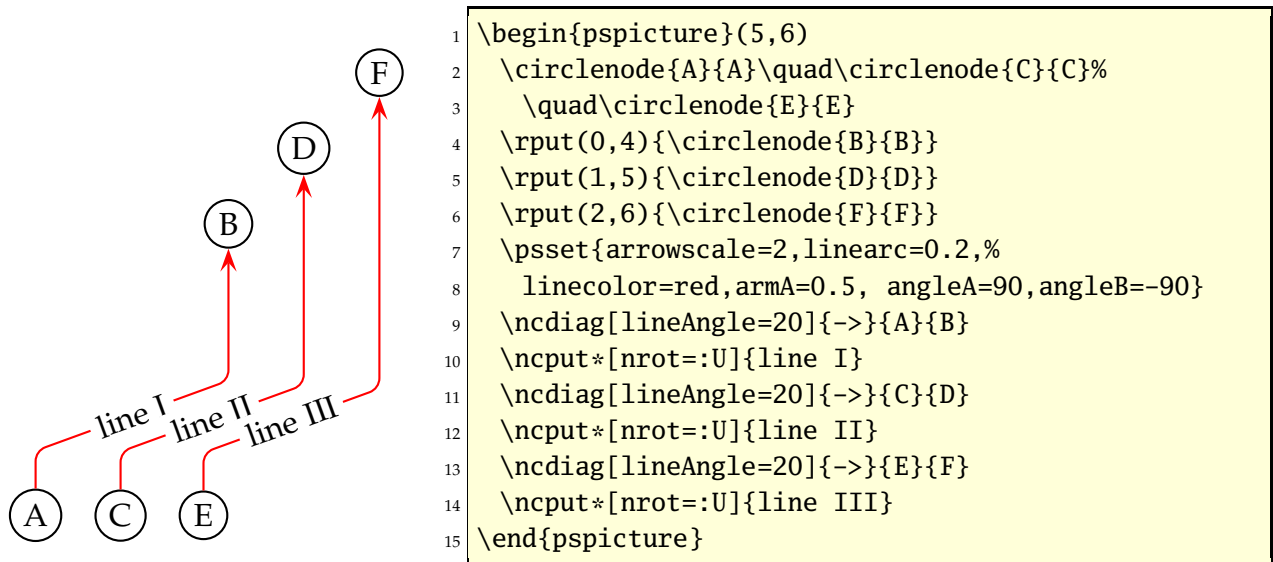 F
D
B
line I
line II
line III
A C E
1 \begin{pspicture}(5,6)
2 \circlenode{A}{A}\quad\circlenode{C}{C}%
3 \quad\circlenode{E}{E}
4 \rput(0,4){\circlenode{B}{B}}
5 \rput(1,5){\circlenode{D}{D}}
6 \rput(2,6){\circlenode{F}{F}}
7 \psset{arrowscale=2,linearc=0.2,%
8 linecolor=red,armA=0.5, angleA=90,angleB=-90}
9 \ncdiag[lineAngle=20]{->}{A}{B}
10 \ncput*[nrot=:U]{line I}
11 \ncdiag[lineAngle=20]{->}{C}{D}
12 \ncput*[nrot=:U]{line II}
13 \ncdiag[lineAngle=20]{->}{E}{F}
14 \ncput*[nrot=:U]{line III}
15 \end{pspicture}